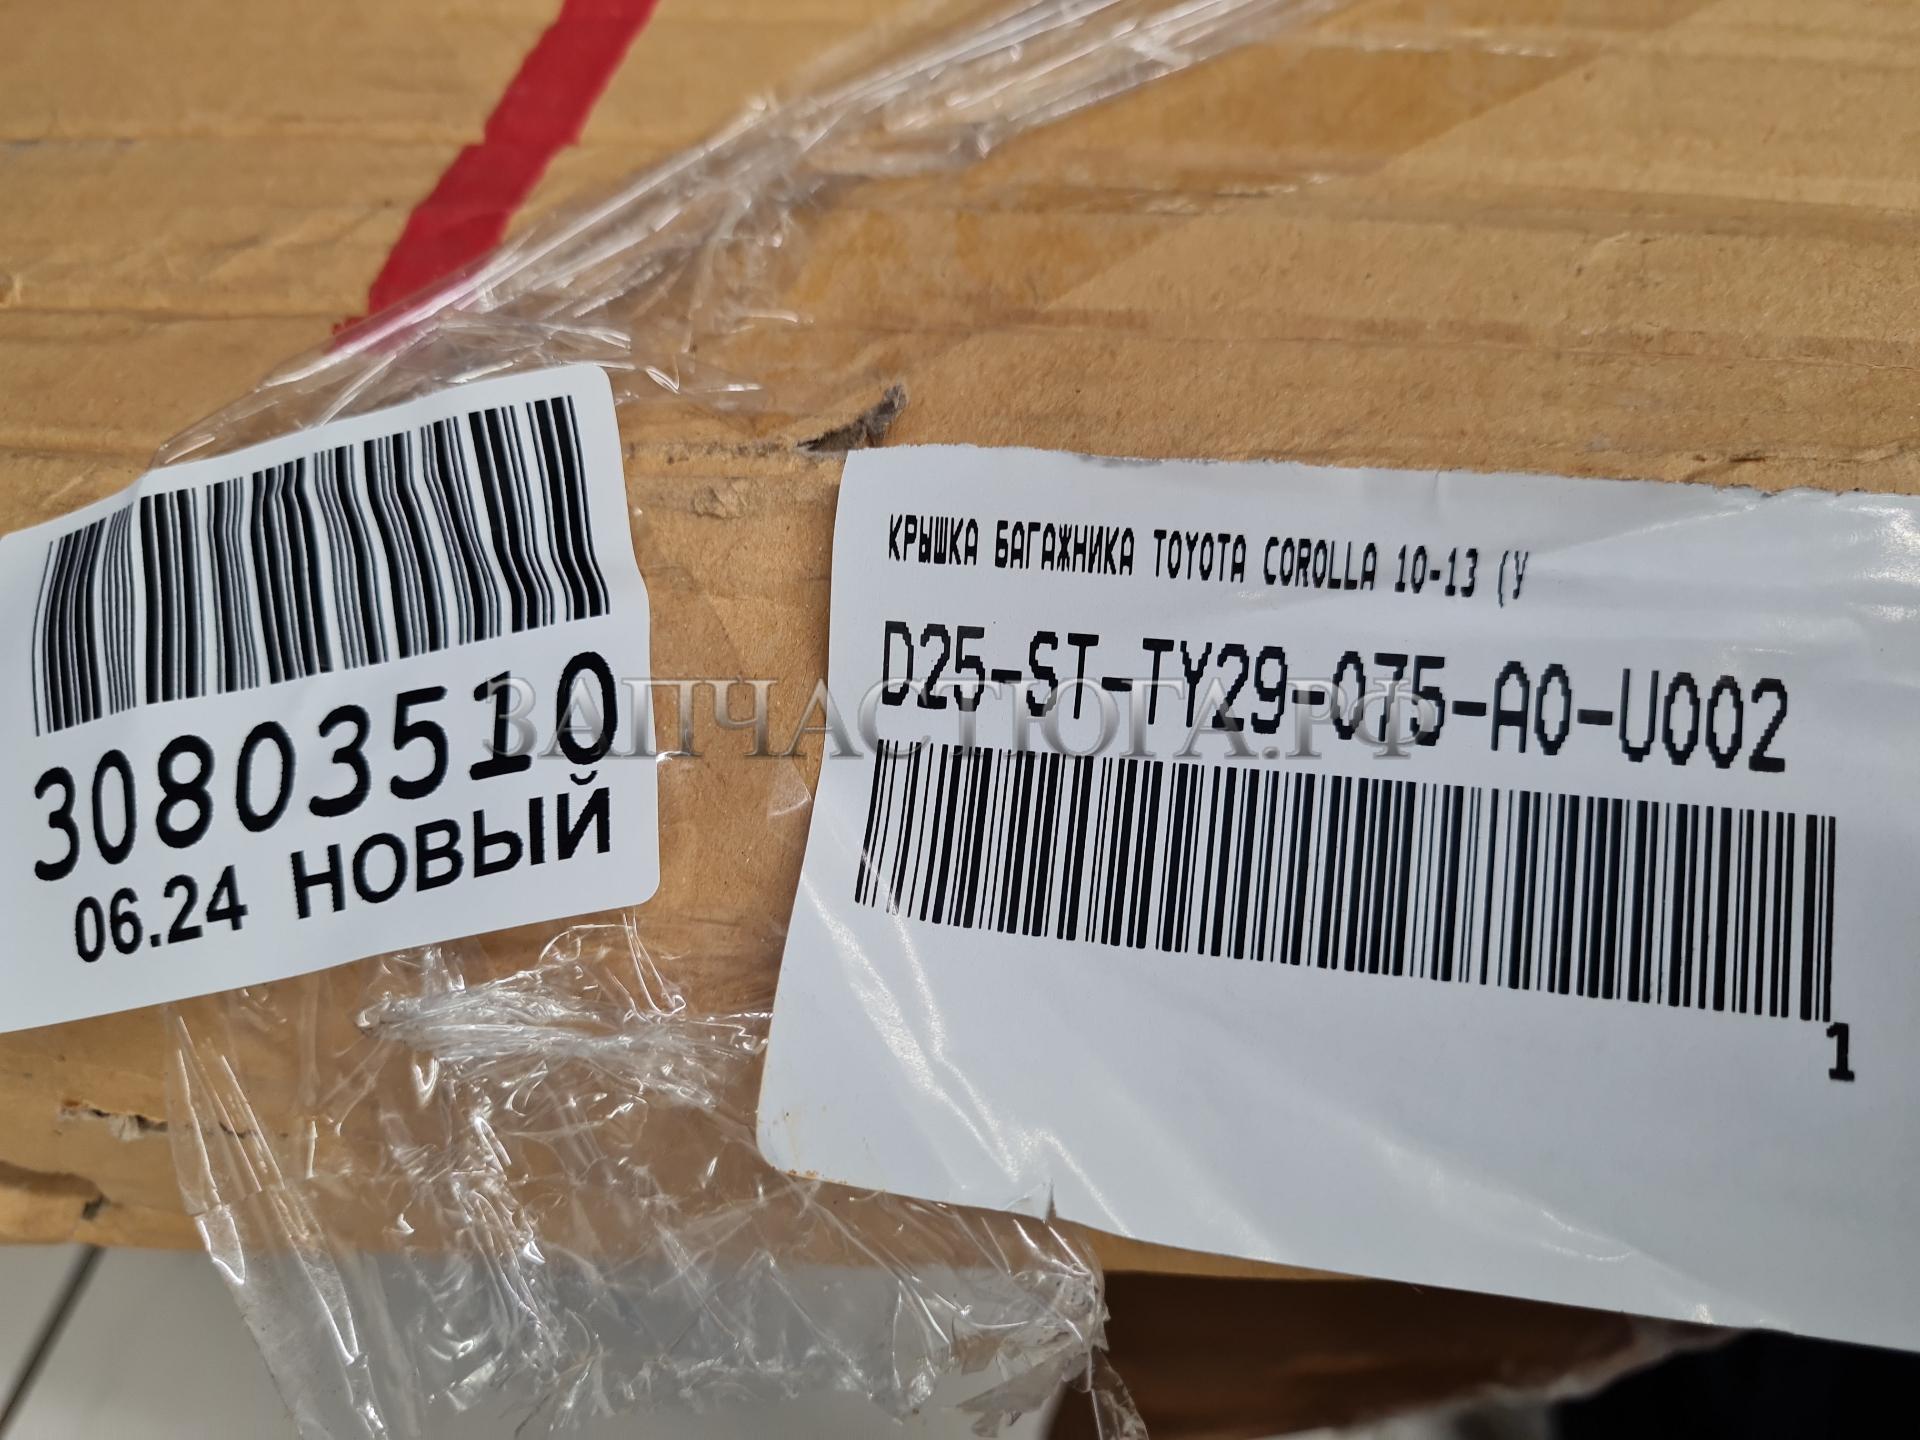 30803510
06.24 НОВЫЙ
КРЫШКА БАГАЖНИКА TOYOTA COROLLA 10-13 (У
D25-ST-TY29-075-A0-U002
1
ЗАПЧАСТЮГА.РФ